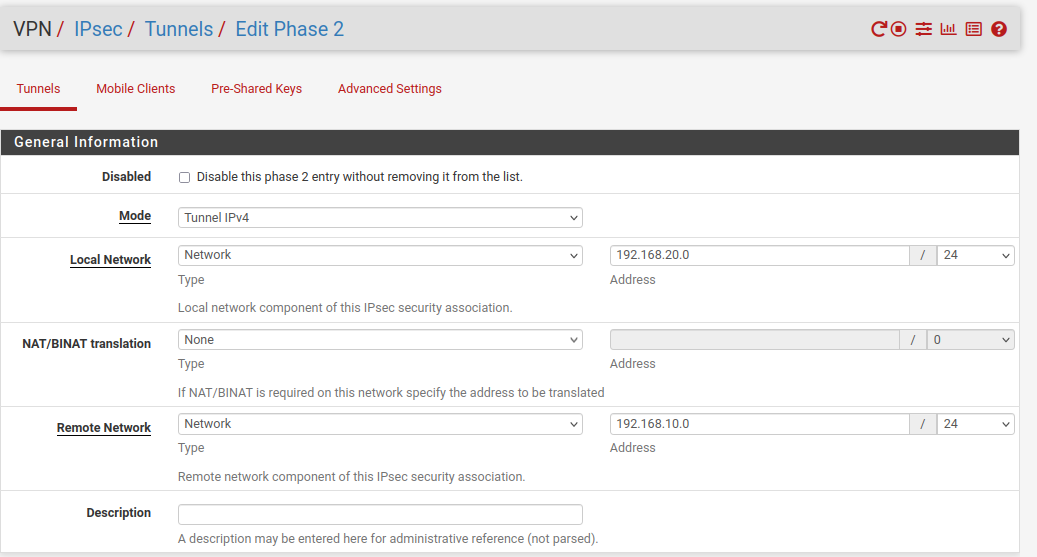 VPN / IPsec / Tunnels / Edit Phase 2
Tunnels Mobile Clients Pre-Shared Keys Advanced Settings
General Information
Disabled Disable this phase 2 entry without removing it from the list.
Mode Tunnel IPv4
Local Network Network 192.168.20.0 / 24
Type Address
Local network component of this IPsec security association.
NAT/BINAT translation None / 0
Type Address
If NAT/BINAT is required on this network specify the address to be translated
Remote Network Network 192.168.10.0 / 24
Type Address
Remote network component of this IPsec security association.
Description
A description may be entered here for administrative reference (not parsed).